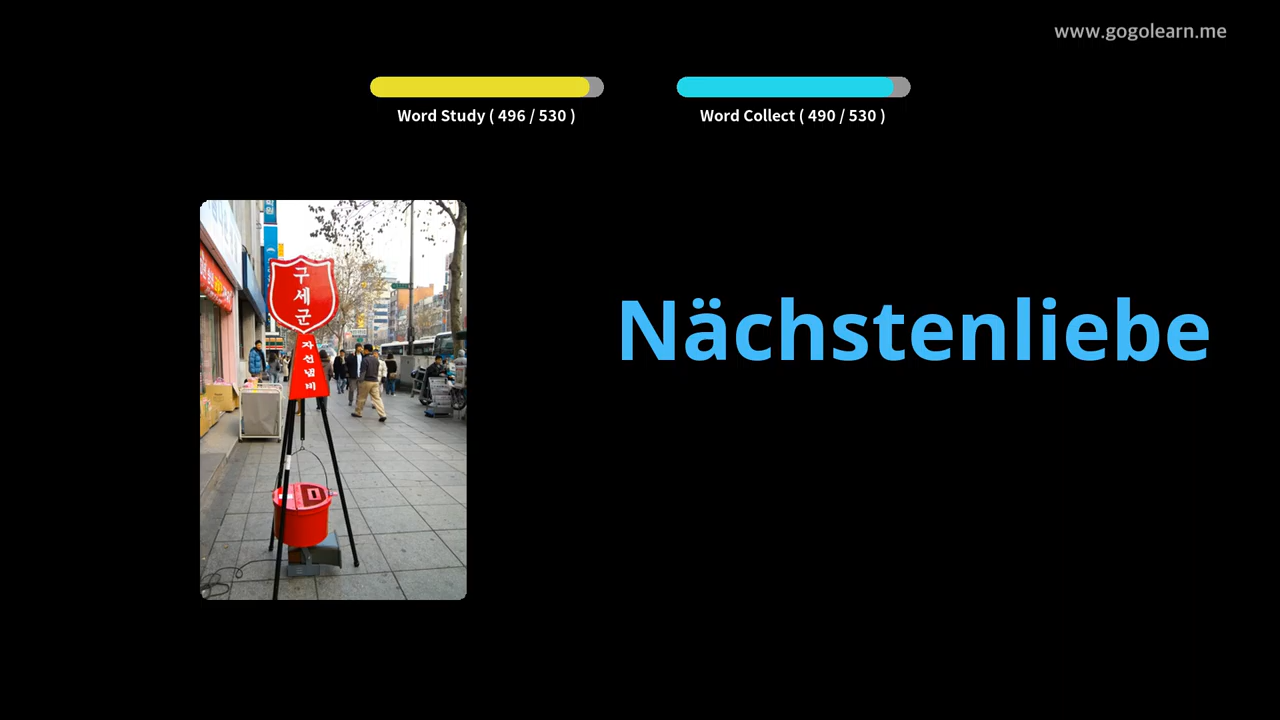 www.gogolearn.me
Word Study ( 496 / 530 )
Word Collect ( 490 / 530 )
구세군
자선냄비
Nächstenliebe